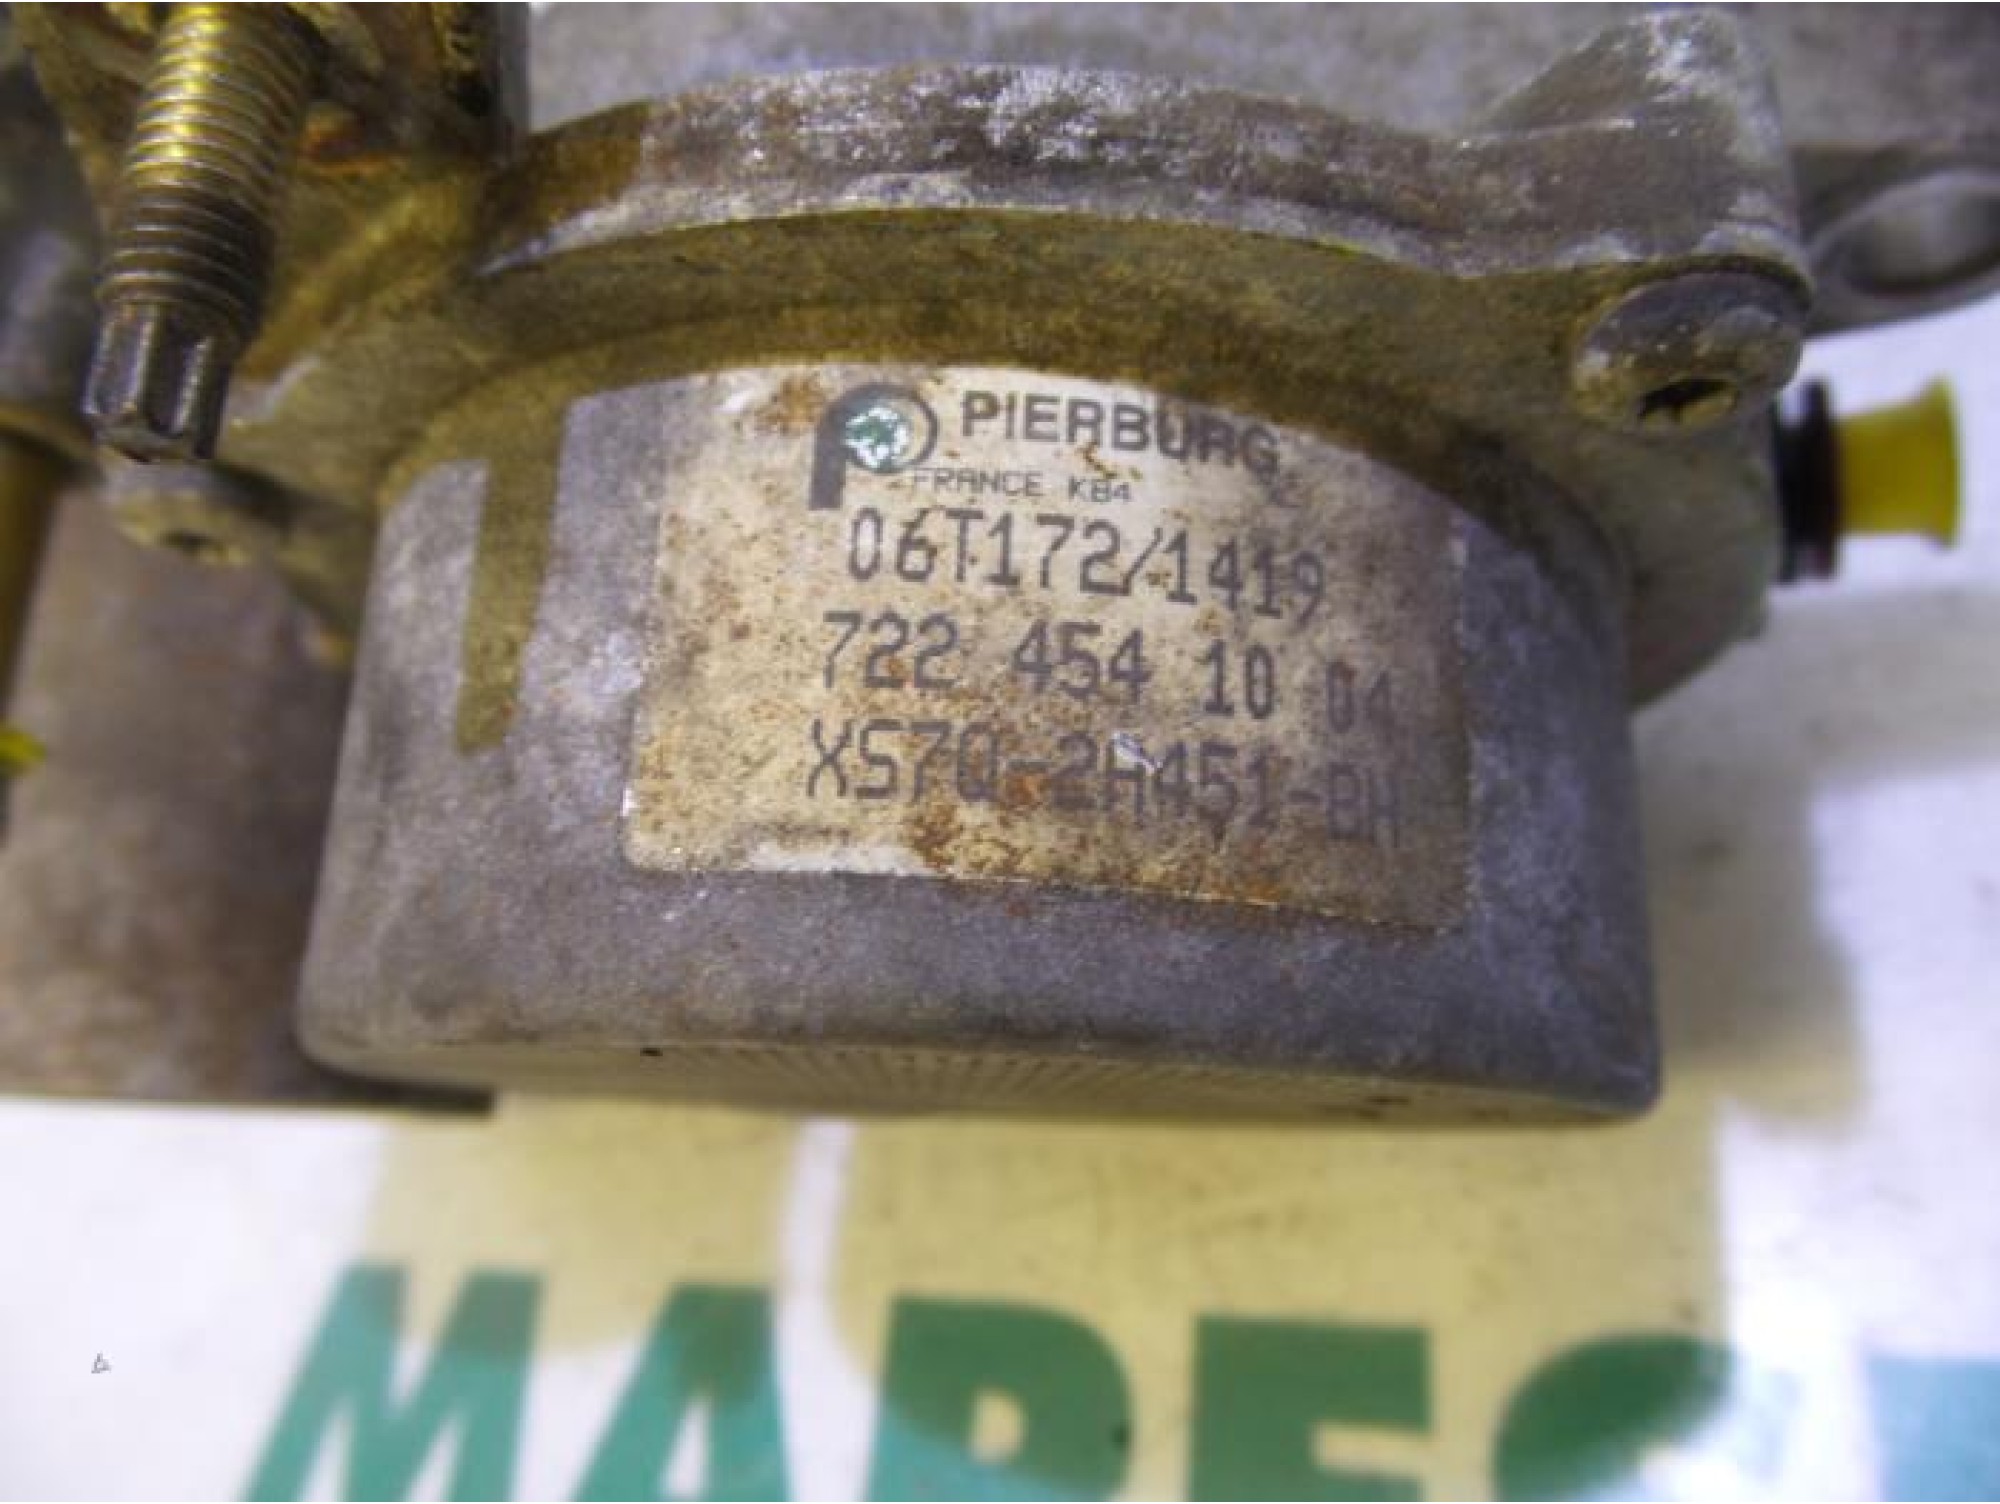 PIERBURG
FRANCE KB4
06T172/1419
722 454 10 04
XS7Q-2A451-BH